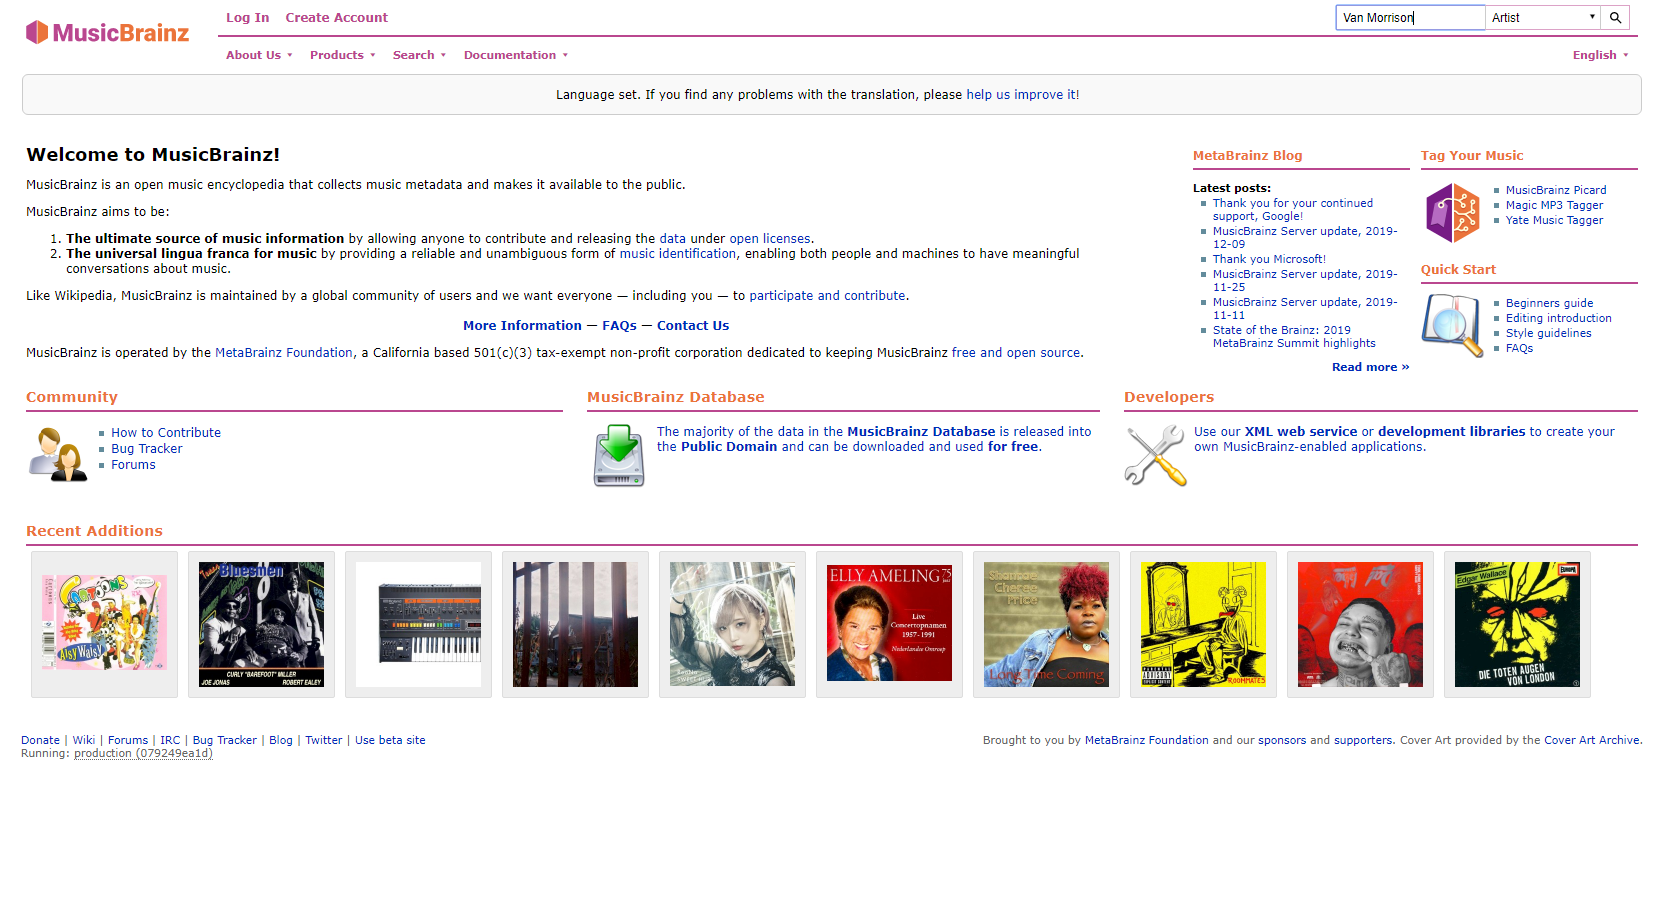 MusicBrainz
Log In Create Account
Van Morrison Artist
About Us Products Search Documentation English
Language set. If you find any problems with the translation, please help us improve it!
Welcome to MusicBrainz!
MusicBrainz is an open music encyclopedia that collects music metadata and makes it available to the public.
MusicBrainz aims to be:
1. The ultimate source of music information by allowing anyone to contribute and releasing the data under open licenses.
2. The universal lingua franca for music by providing a reliable and unambiguous form of music identification, enabling both people and machines to have meaningful
conversations about music.
Like Wikipedia, MusicBrainz is maintained by a global community of users and we want everyone — including you — to participate and contribute.
More Information — FAQs — Contact Us
MusicBrainz is operated by the MetaBrainz Foundation, a California based 501(c)(3) tax-exempt non-profit corporation dedicated to keeping MusicBrainz free and open source.
MetaBrainz Blog
Latest posts:
Thank you for your continued
support, Google!
MusicBrainz Server update, 2019-
12-09
Thank you Microsoft!
MusicBrainz Server update, 2019-
11-25
MusicBrainz Server update, 2019-
11-11
State of the Brainz: 2019
MetaBrainz Summit highlights
Read more »
Tag Your Music
MusicBrainz Picard
Magic MP3 Tagger
Yate Music Tagger
Quick Start
Beginners guide
Editing introduction
Style guidelines
FAQs
Community
How to Contribute
Bug Tracker
Forums
MusicBrainz Database
The majority of the data in the MusicBrainz Database is released into
the Public Domain and can be downloaded and used for free.
Developers
Use our XML web service or development libraries to create your
own MusicBrainz-enabled applications.
Recent Additions
CARTOONS
Aisy Waisy
Texas Bluesmen
CURLY "BAREFOOT" MILLER
JOE JONAS ROBERT EALEY
ELLY AMELING 75
Live
Concertopnamen
1957-1991
Nederlandse Omroep
Shannae
Cheree
Price
Long Time Coming
ROOMMATES
EUROPA
Edgar Wallace
DIE TOTEN AUGEN
VON LONDON
Donate | Wiki | Forums | IRC | Bug Tracker | Blog | Twitter | Use beta site
Running: production (079249ea1d)
Brought to you by MetaBrainz Foundation and our sponsors and supporters. Cover Art provided by the Cover Art Archive.